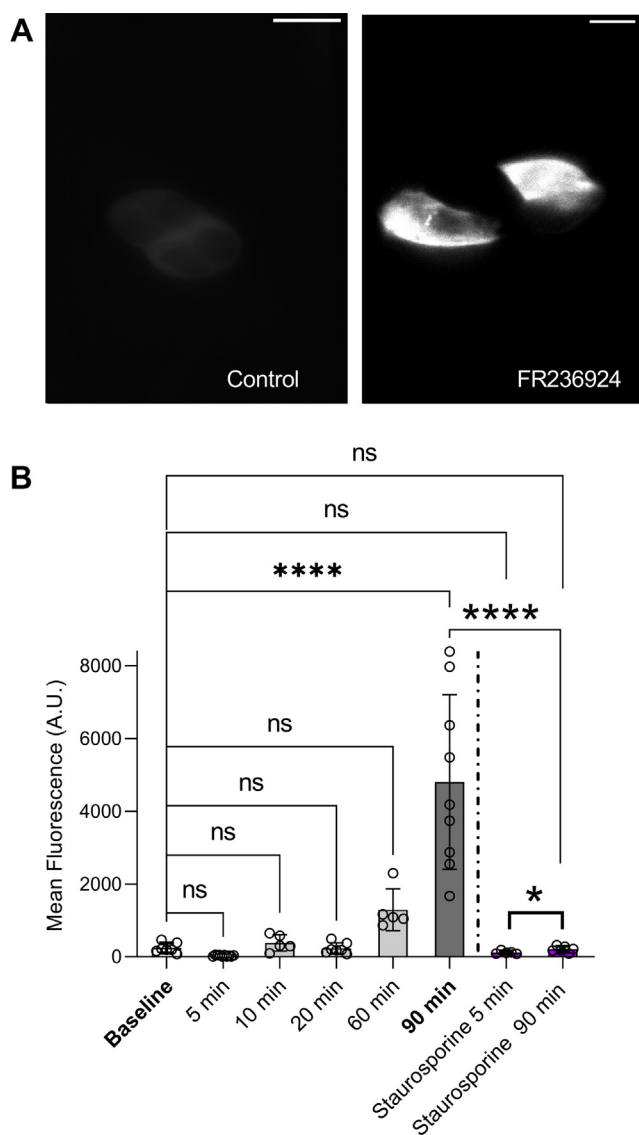 A
Control
FR236924
B
ns
ns
****
****
ns
ns
ns
ns
*
Mean Fluorescence (A.U.)
8000
6000
4000
2000
0
Baseline
5 min
10 min
20 min
60 min
90 min
Staurosporine 5 min
Staurosporine 90 min